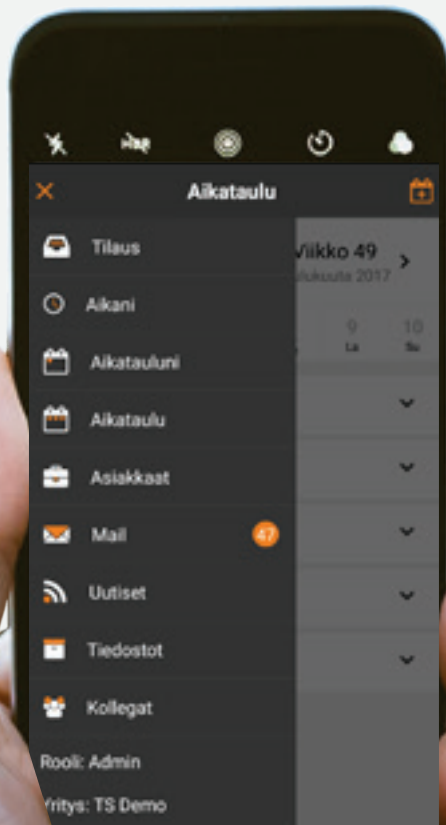 Aikataulu
Tilaus
Viikko 49
2017
Aikani
9 10
La Su
Aikatauluni
Aikataulu
Asiakkaat
Mail 47
Uutiset
Tiedostot
Kollegat
Rooli: Admin
Yritys: TS Demo